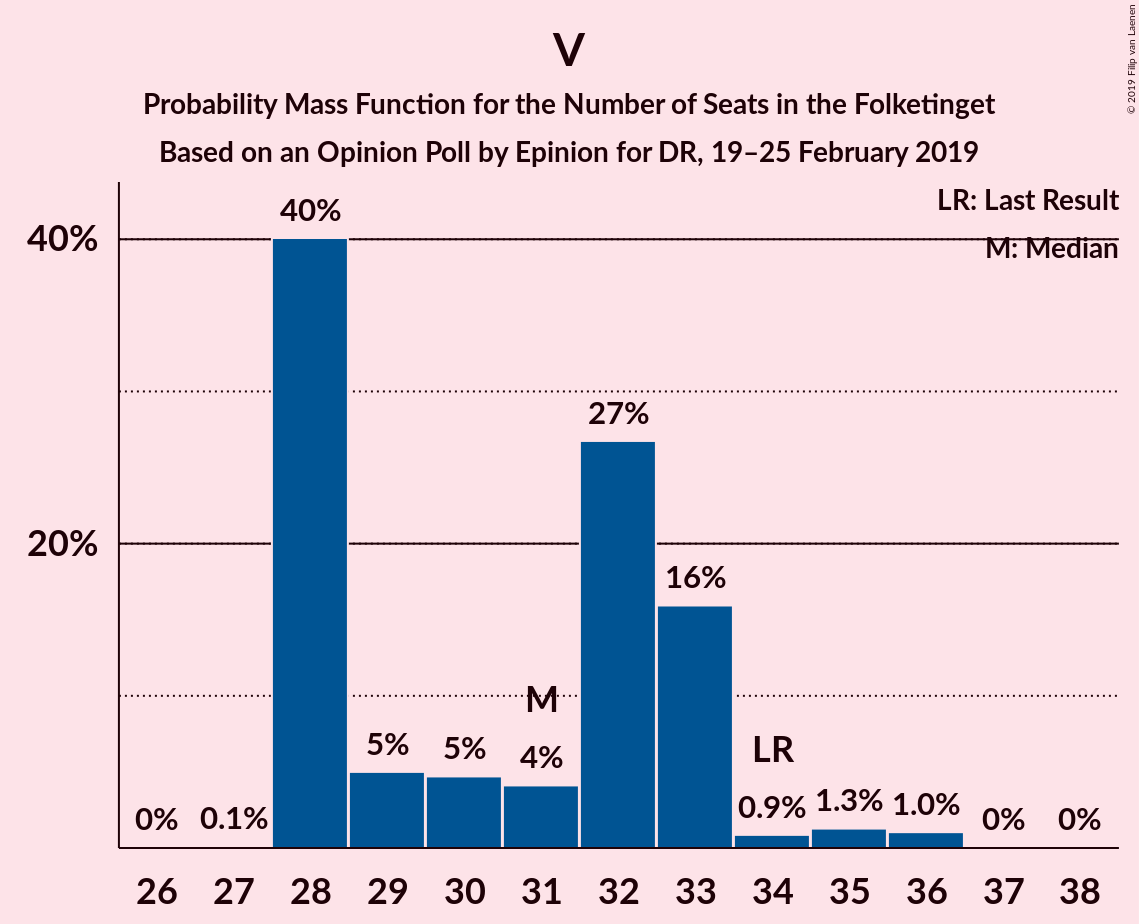 V
Probability Mass Function for the Number of Seats in the Folketinget
Based on an Opinion Poll by Epinion for DR, 19–25 February 2019
© 2019 Filip van Laenen
LR: Last Result
M: Median
40%
20%
0%
0.1%
40%
5%
5%
M
4%
27%
16%
LR
0.9%
1.3%
1.0%
0%
0%
26 27 28 29 30 31 32 33 34 35 36 37 38